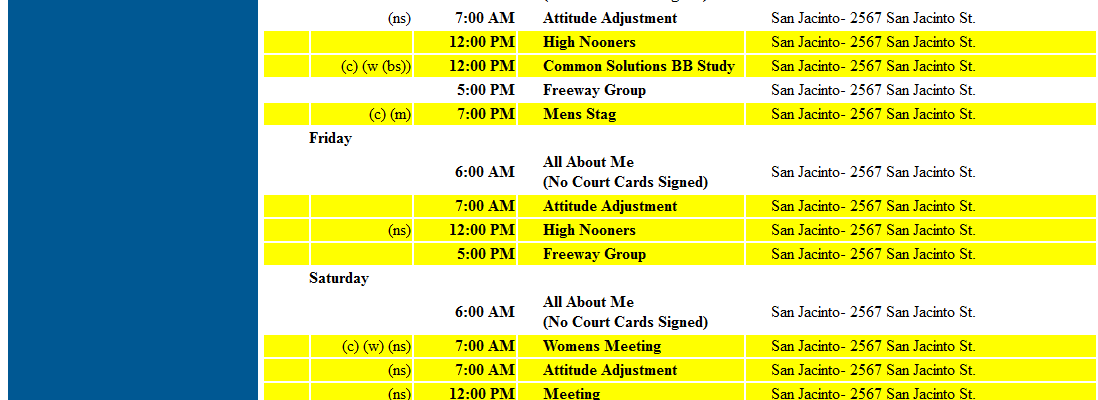 (ns) 7:00 AM Attitude Adjustment San Jacinto- 2567 San Jacinto St.
12:00 PM High Nooners San Jacinto- 2567 San Jacinto St.
(c) (w (bs)) 12:00 PM Common Solutions BB Study San Jacinto- 2567 San Jacinto St.
5:00 PM Freeway Group San Jacinto- 2567 San Jacinto St.
(c) (m) 7:00 PM Mens Stag San Jacinto- 2567 San Jacinto St.
Friday
6:00 AM All About Me San Jacinto- 2567 San Jacinto St.
(No Court Cards Signed)
7:00 AM Attitude Adjustment San Jacinto- 2567 San Jacinto St.
(ns) 12:00 PM High Nooners San Jacinto- 2567 San Jacinto St.
5:00 PM Freeway Group San Jacinto- 2567 San Jacinto St.
Saturday
6:00 AM All About Me San Jacinto- 2567 San Jacinto St.
(No Court Cards Signed)
(c) (w) (ns) 7:00 AM Womens Meeting San Jacinto- 2567 San Jacinto St.
(ns) 7:00 AM Attitude Adjustment San Jacinto- 2567 San Jacinto St.
(ns) 12:00 PM Meeting San Jacinto- 2567 San Jacinto St.